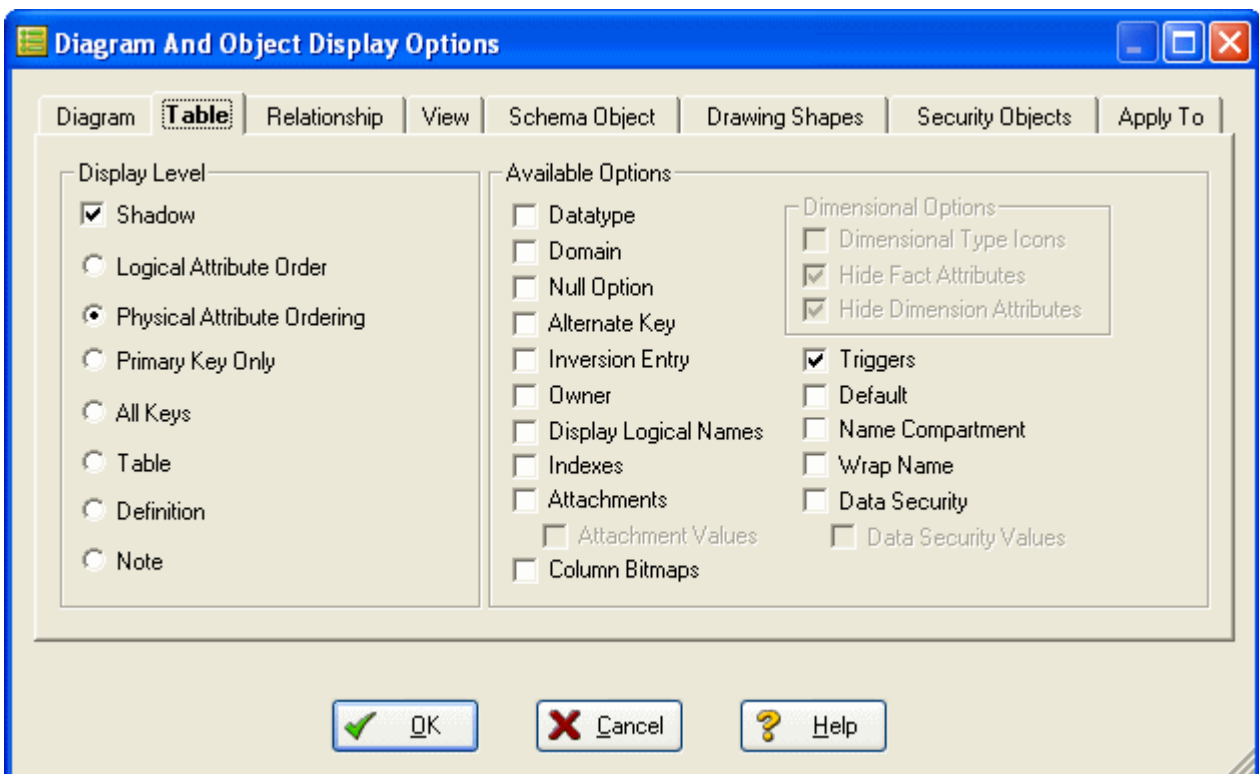 Diagram And Object Display Options
Diagram Table Relationship View Schema Object Drawing Shapes Security Objects Apply To
Display Level
Shadow
Logical Attribute Order
Physical Attribute Ordering
Primary Key Only
All Keys
Table
Definition
Note
Available Options
Datatype
Domain
Null Option
Alternate Key
Inversion Entry
Owner
Display Logical Names
Indexes
Attachments
Attachment Values
Column Bitmaps
Dimensional Options
Dimensional Type Icons
Hide Fact Attributes
Hide Dimension Attributes
Triggers
Default
Name Compartment
Wrap Name
Data Security
Data Security Values
OK Cancel Help